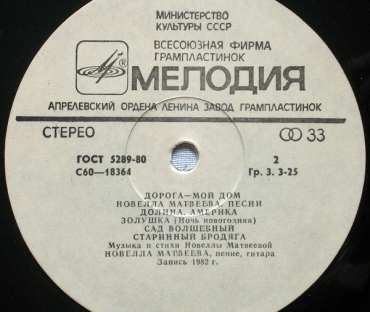 МИНИСТЕРСТВО
КУЛЬТУРЫ СССР
ВСЕСОЮЗНАЯ ФИРМА
ГРАМПЛАСТИНОК
® МЕЛОДИЯ
АПРЕЛЕВСКИЙ ОРДЕНА ЛЕНИНА ЗАВОД ГРАМПЛАСТИНОК
СТЕРЕО 33
ГОСТ 5289-80 2
С60—18364 Гр. 3. 3-25
ДОРОГА—МОЙ ДОМ
НОВЕЛЛА МАТВЕЕВА. ПЕСНИ
ДОЛИНА. АМЕРИКА
ЗОЛУШКА (Ночь новогодняя)
САД ВОЛШЕБНЫЙ
СТАРИННЫЙ БРОДЯГА
Музыка и стихи Новеллы Матвеевой
НОВЕЛЛА МАТВЕЕВА, пение, гитара
Запись 1982 г.